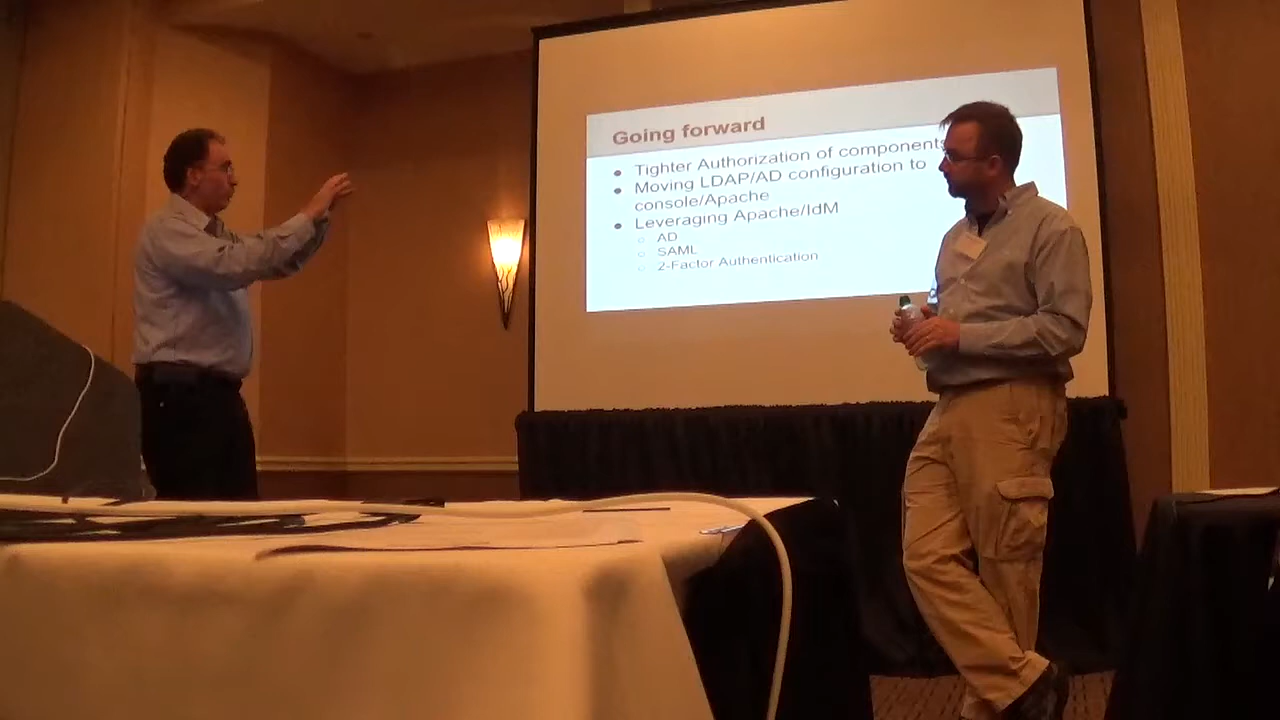 Going forward
● Tighter Authorization of components
● Moving LDAP/AD configuration to
console/Apache
● Leveraging Apache/IdM
○ AD
○ SAML
○ 2-Factor Authentication